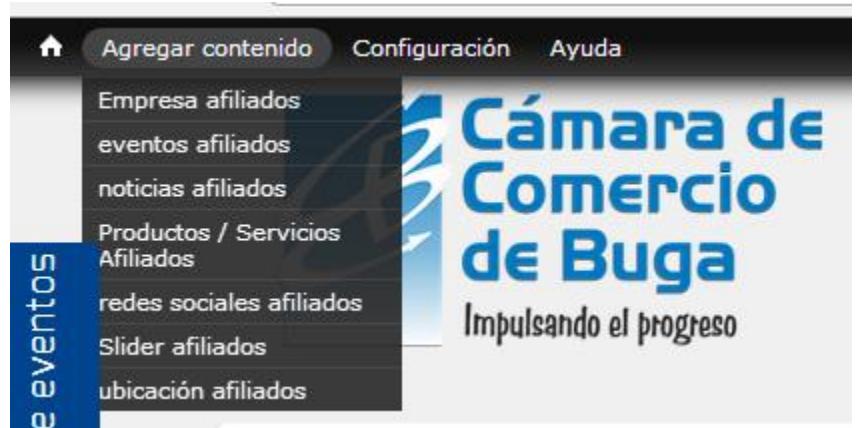 Agregar contenido Configuración Ayuda
Empresa afiliados
eventos afiliados
noticias afiliados
Productos / Servicios
Afiliados
redes sociales afiliados
Slider afiliados
ubicación afiliados
Cámara de
Comercio
de Buga
Impulsando el progreso
e eventos